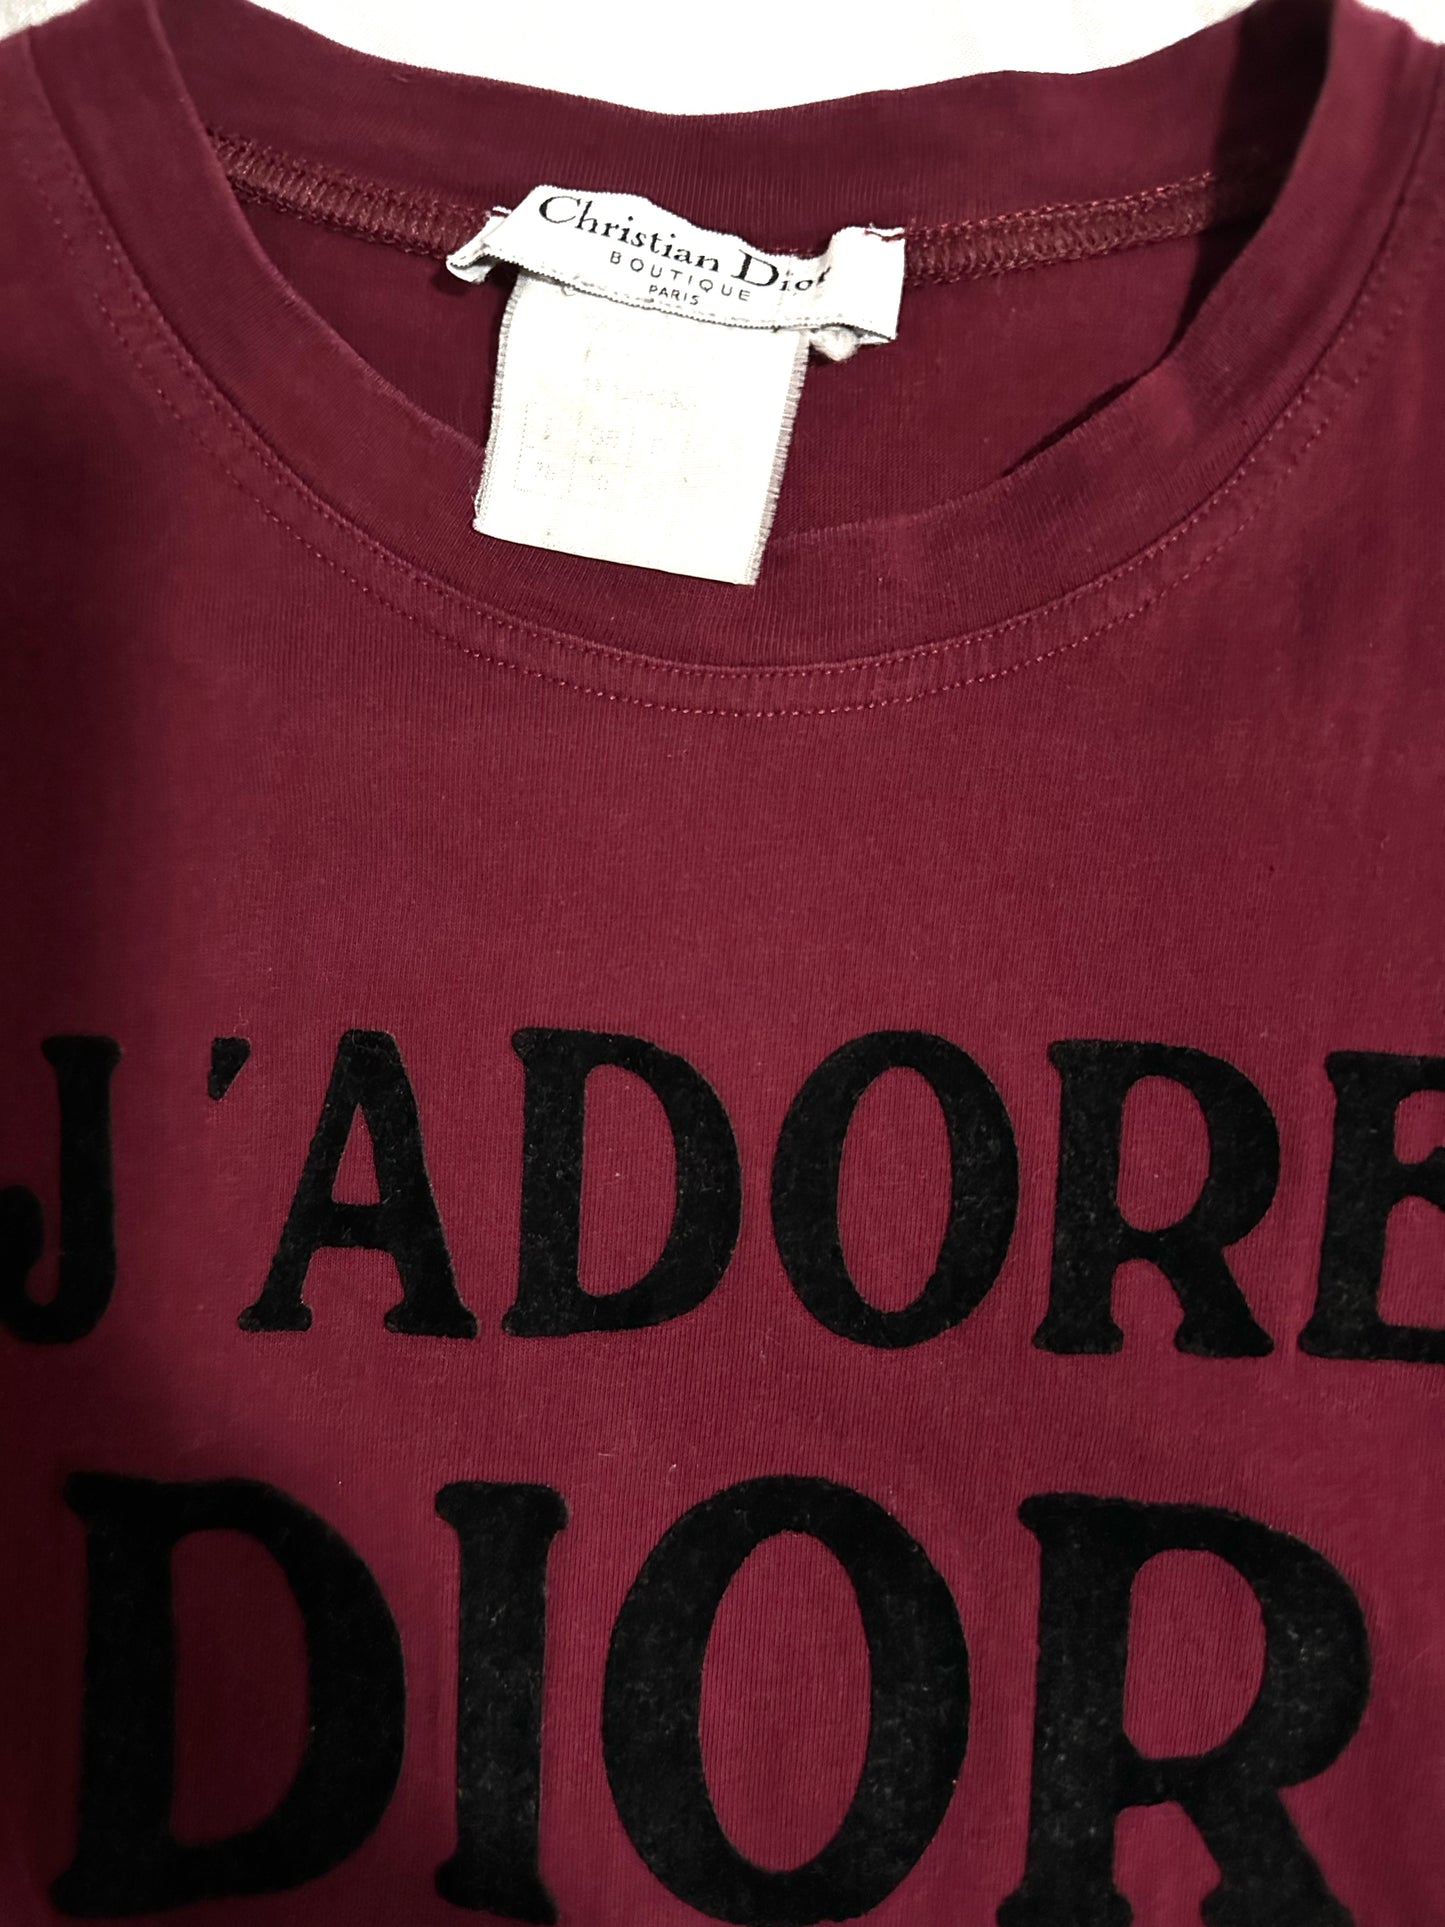 Christian Dior
BOUTIQUE
PARIS
J'ADORE
DIOR